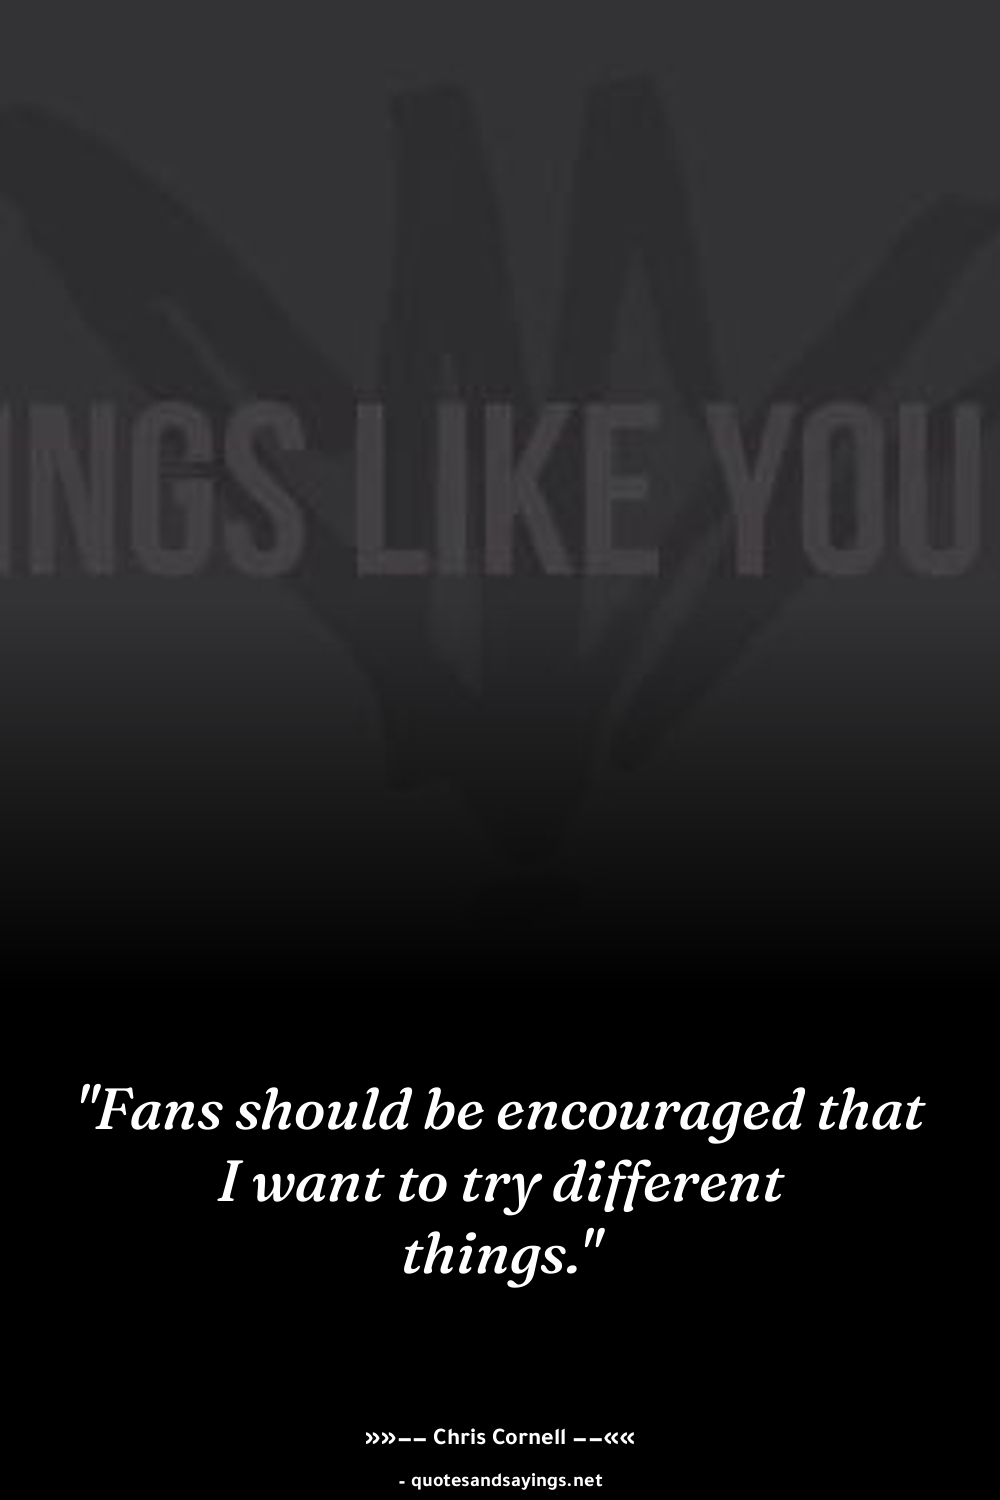 INGS LIKE YOU
"Fans should be encouraged that
I want to try different
things."
»»–– Chris Cornell ––««
- quotesandsayings.net